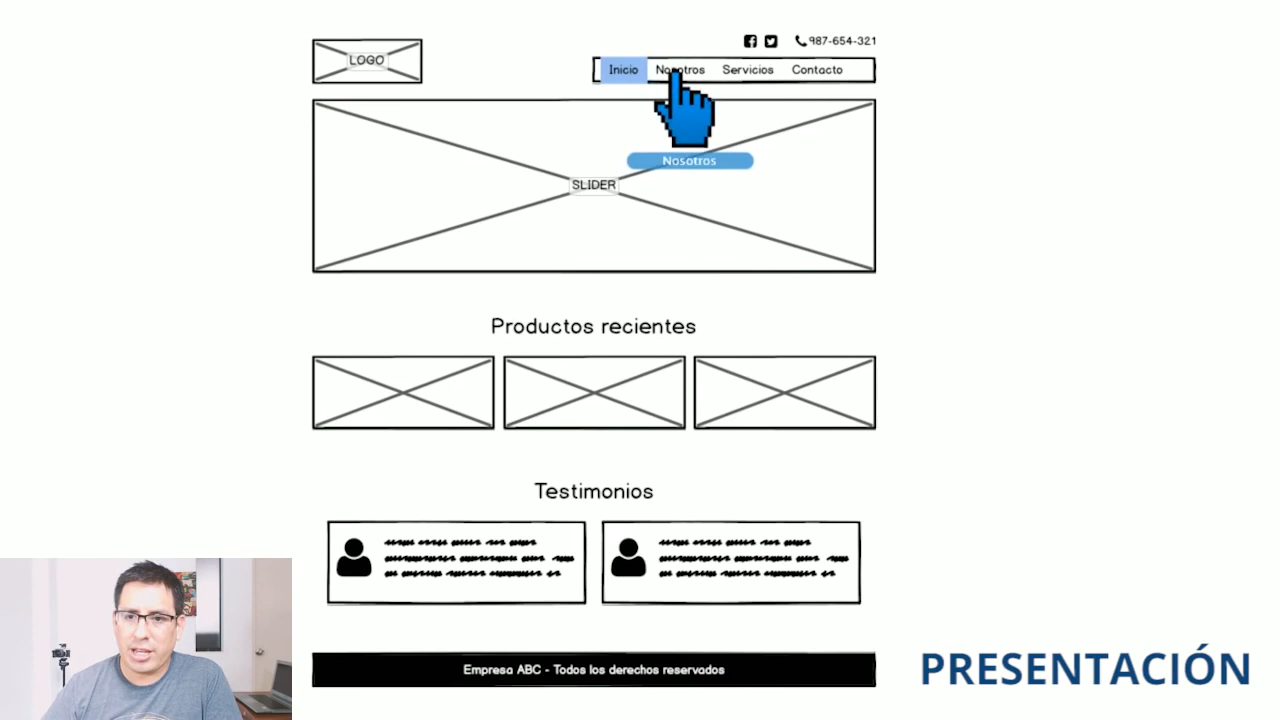 987-654-321
LOGO
Inicio Nosotros Servicios Contacto
Nosotros
SLIDER
Productos recientes
Testimonios
Empresa ABC - Todos los derechos reservados
PRESENTACIÓN